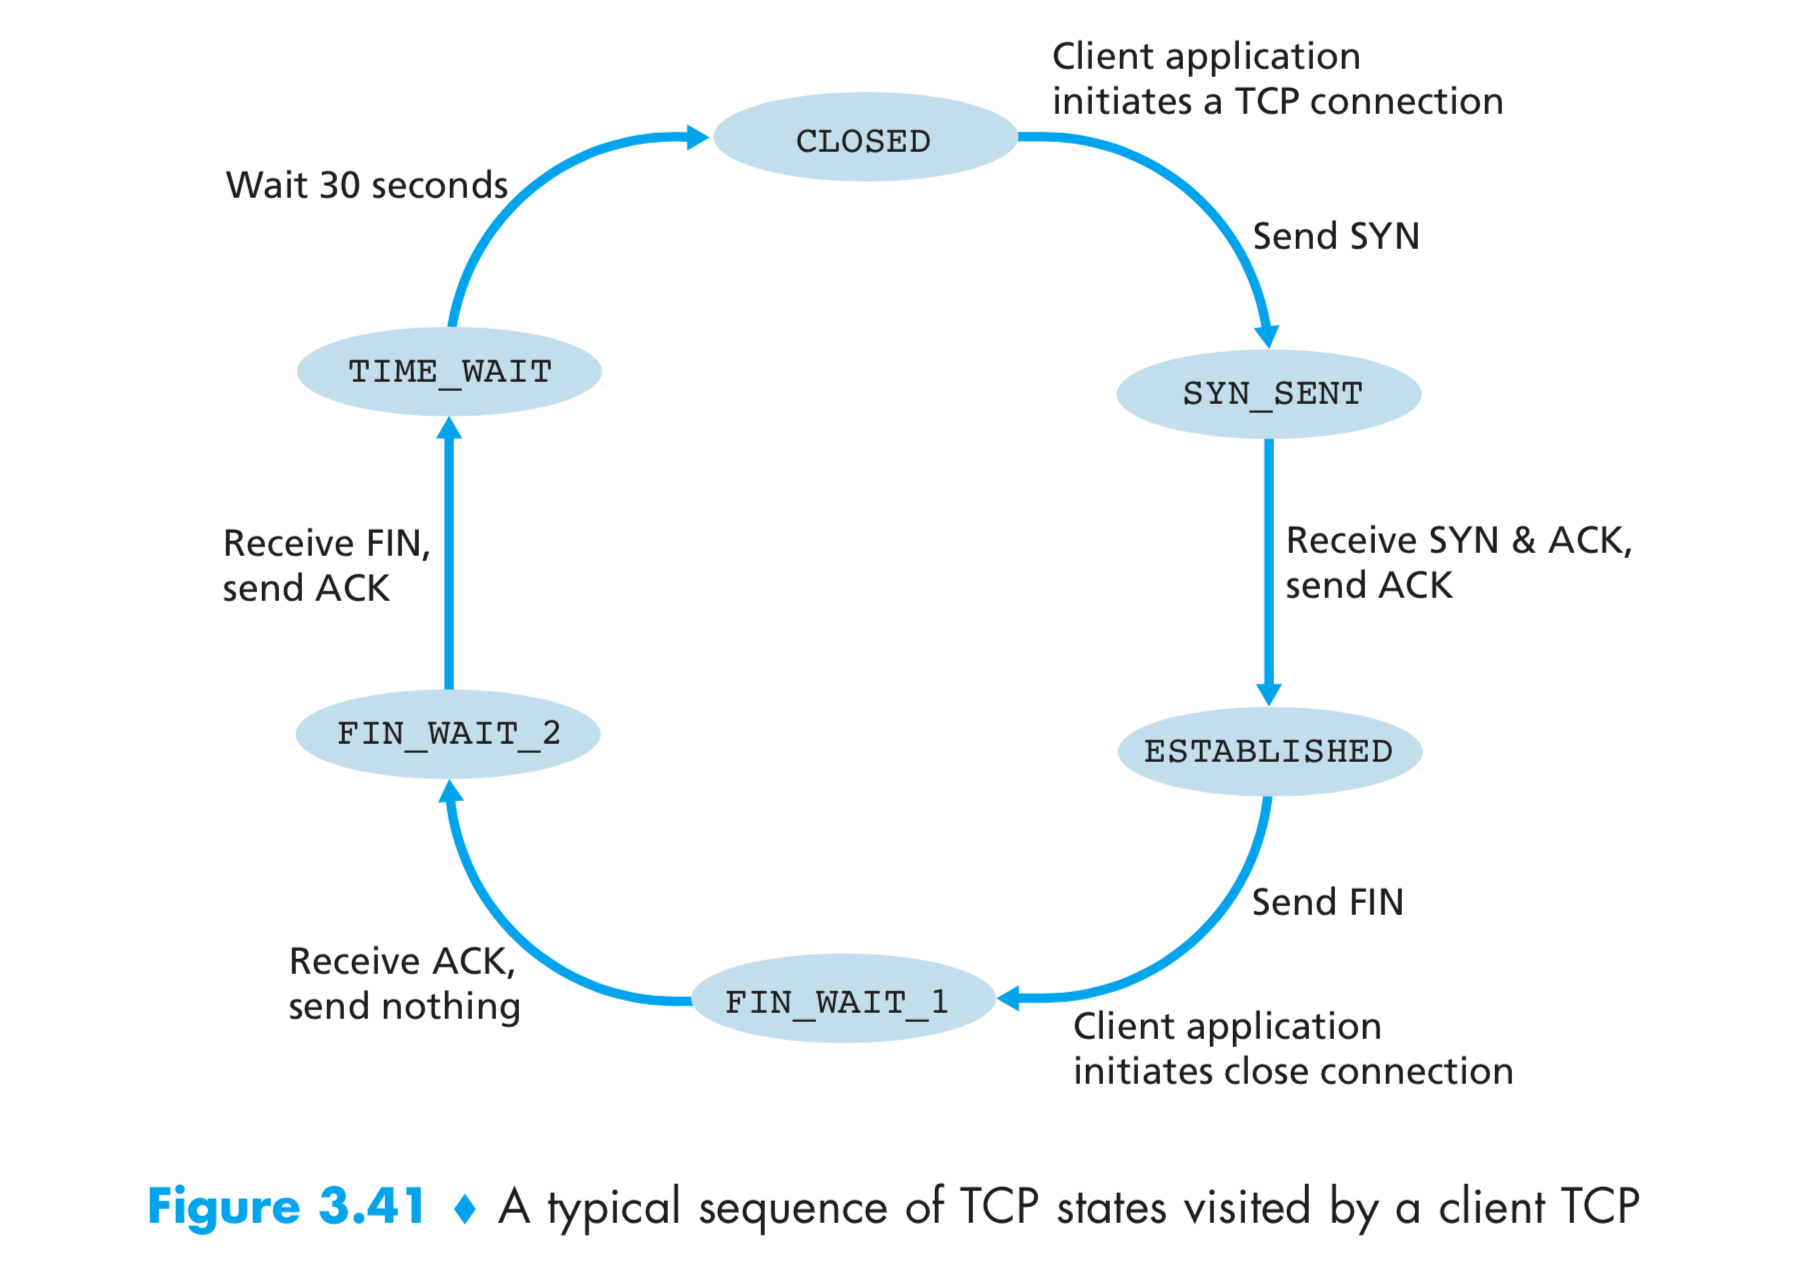 Client application
initiates a TCP connection
CLOSED
Wait 30 seconds
Send SYN
TIME_WAIT
SYN_SENT
Receive FIN,
send ACK
Receive SYN & ACK,
send ACK
FIN_WAIT_2
ESTABLISHED
Send FIN
Receive ACK,
send nothing
FIN_WAIT_1
Client application
initiates close connection
Figure 3.41 ♦ A typical sequence of TCP states visited by a client TCP